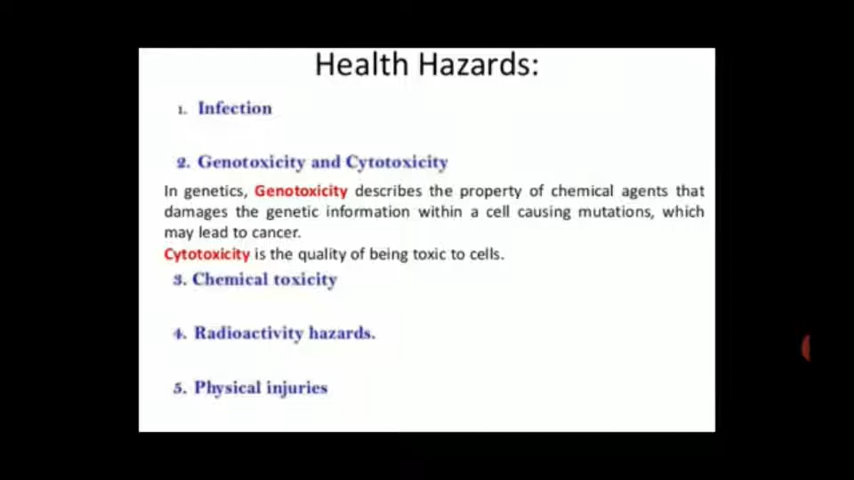 Health Hazards:
1. Infection
2. Genotoxicity and Cytotoxicity
In genetics, Genotoxicity describes the property of chemical agents that
damages the genetic information within a cell causing mutations, which
may lead to cancer.
Cytotoxicity is the quality of being toxic to cells.
3. Chemical toxicity
4. Radioactivity hazards.
5. Physical injuries